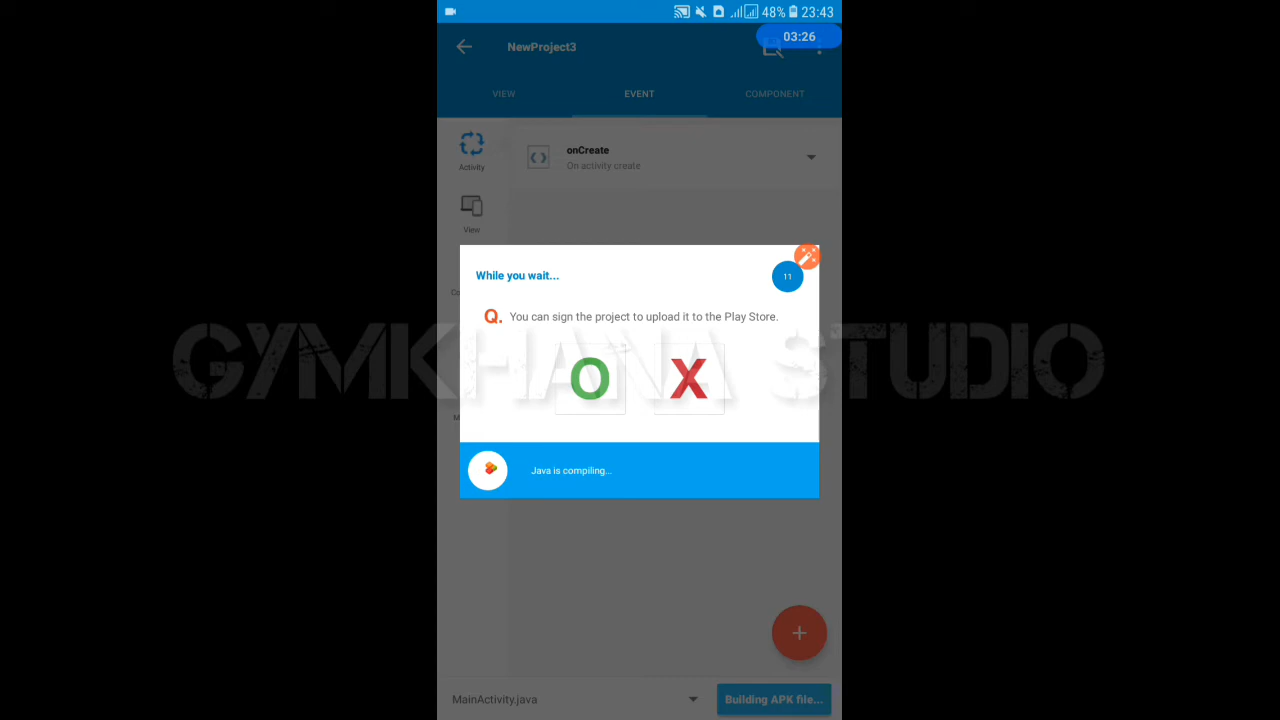 48% 23:43
03:26
NewProject3
VIEW EVENT COMPONENT
Activity
onCreate
On activity create
View
While you wait...
11
Q. You can sign the project to upload it to the Play Store.
GYMKHANA STUDIO
O X
Java is compiling...
MainActivity.java
Building APK file...